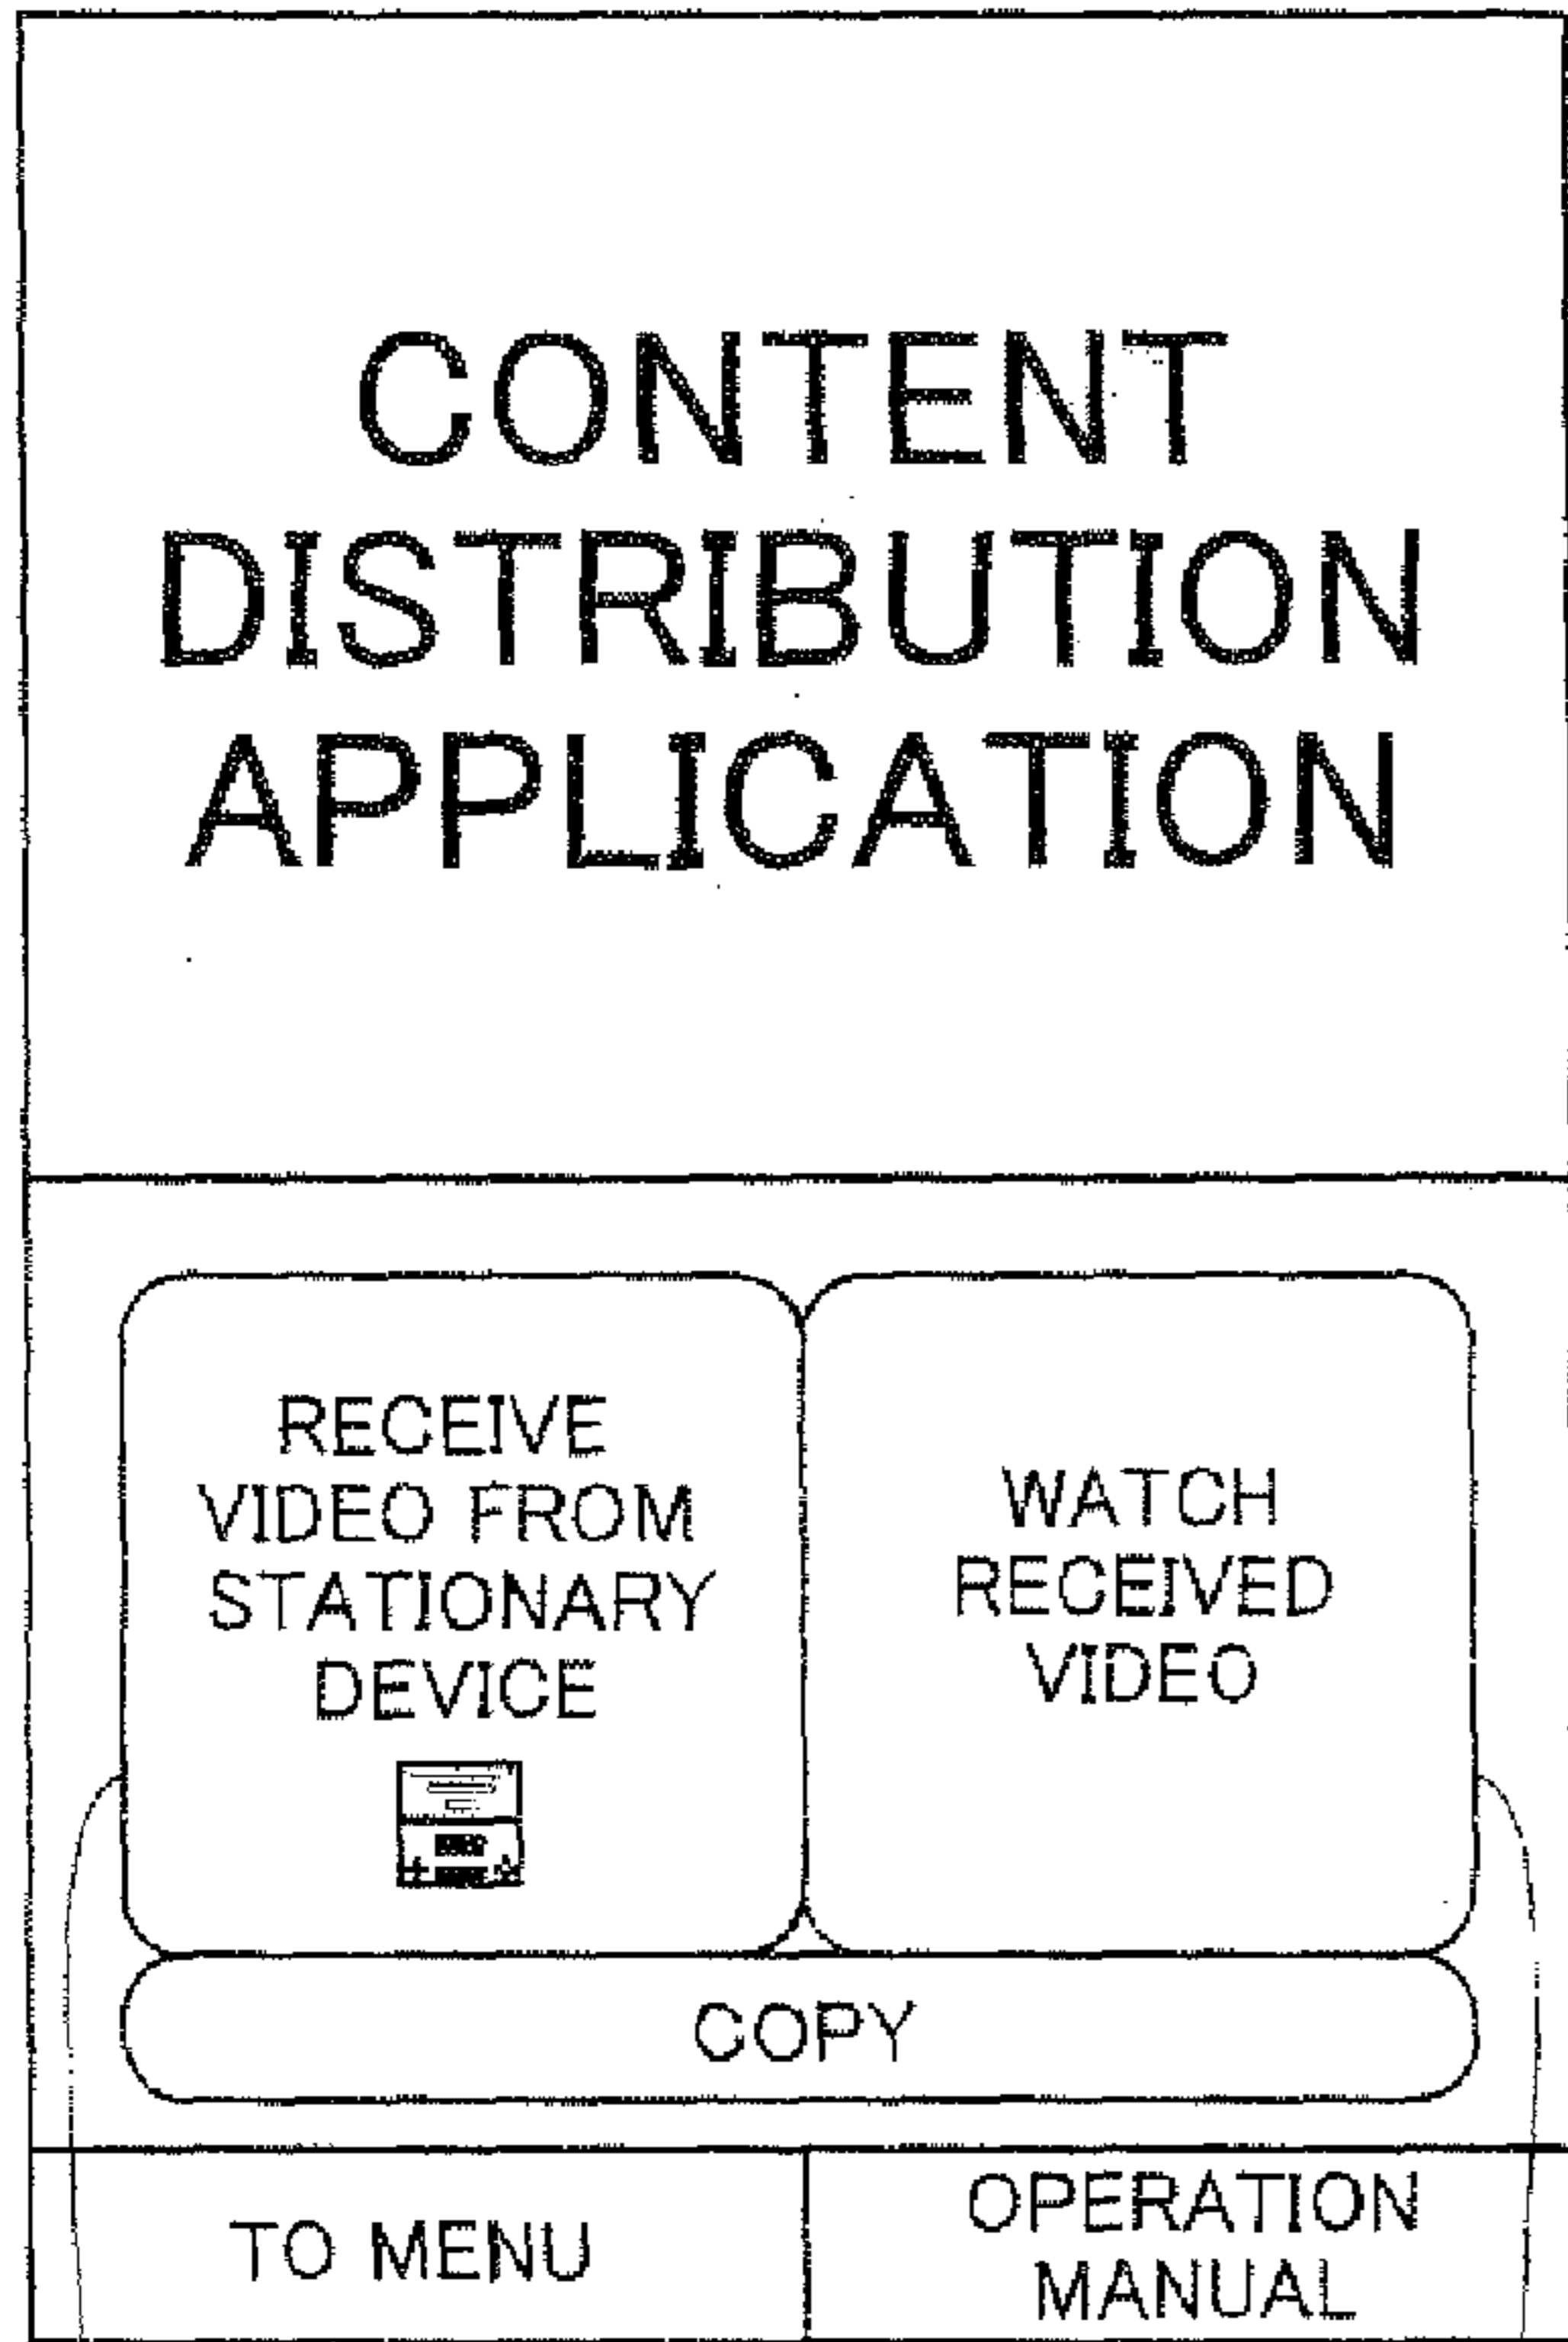 CONTENT
DISTRIBUTION
APPLICATION
RECEIVE
VIDEO FROM
STATIONARY
DEVICE
WATCH
RECEIVED
VIDEO
COPY
TO MENU
OPERATION
MANUAL